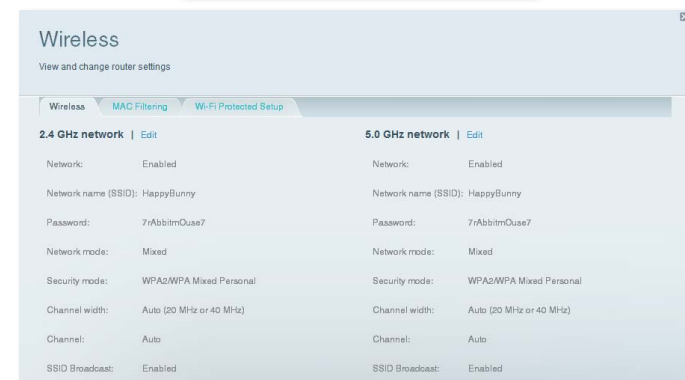 Wireless
View and change router settings
Wireless MAC Filtering Wi-Fi Protected Setup
2.4 GHz network | Edit
Network: Enabled
Network name (SSID): HappyBunny
Password: 7rAbbitmOuse7
Network mode: Mixed
Security mode: WPA2/WPA Mixed Personal
Channel width: Auto (20 MHz or 40 MHz)
Channel: Auto
SSID Broadcast: Enabled
5.0 GHz network | Edit
Network: Enabled
Network name (SSID): HappyBunny
Password: 7rAbbitmOuse7
Network mode: Mixed
Security mode: WPA2/WPA Mixed Personal
Channel width: Auto (20 MHz or 40 MHz)
Channel: Auto
SSID Broadcast: Enabled